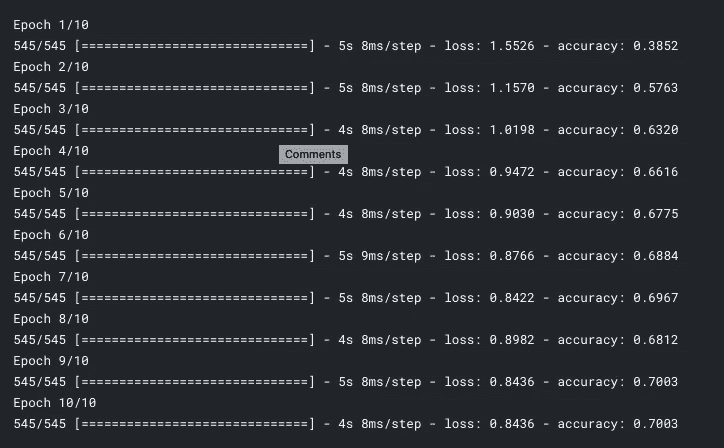 Epoch 1/10
545/545 [==============================] - 5s 8ms/step - loss: 1.5526 - accuracy: 0.3852
Epoch 2/10
545/545 [==============================] - 5s 8ms/step - loss: 1.1570 - accuracy: 0.5763
Epoch 3/10
545/545 [==============================] - 4s 8ms/step - loss: 1.0198 - accuracy: 0.6320
Epoch 4/10
Comments
545/545 [==============================] - 4s 8ms/step - loss: 0.9472 - accuracy: 0.6616
Epoch 5/10
545/545 [==============================] - 4s 8ms/step - loss: 0.9030 - accuracy: 0.6775
Epoch 6/10
545/545 [==============================] - 5s 9ms/step - loss: 0.8766 - accuracy: 0.6884
Epoch 7/10
545/545 [==============================] - 5s 8ms/step - loss: 0.8422 - accuracy: 0.6967
Epoch 8/10
545/545 [==============================] - 4s 8ms/step - loss: 0.8982 - accuracy: 0.6812
Epoch 9/10
545/545 [==============================] - 5s 8ms/step - loss: 0.8436 - accuracy: 0.7003
Epoch 10/10
545/545 [==============================] - 4s 8ms/step - loss: 0.8436 - accuracy: 0.7003